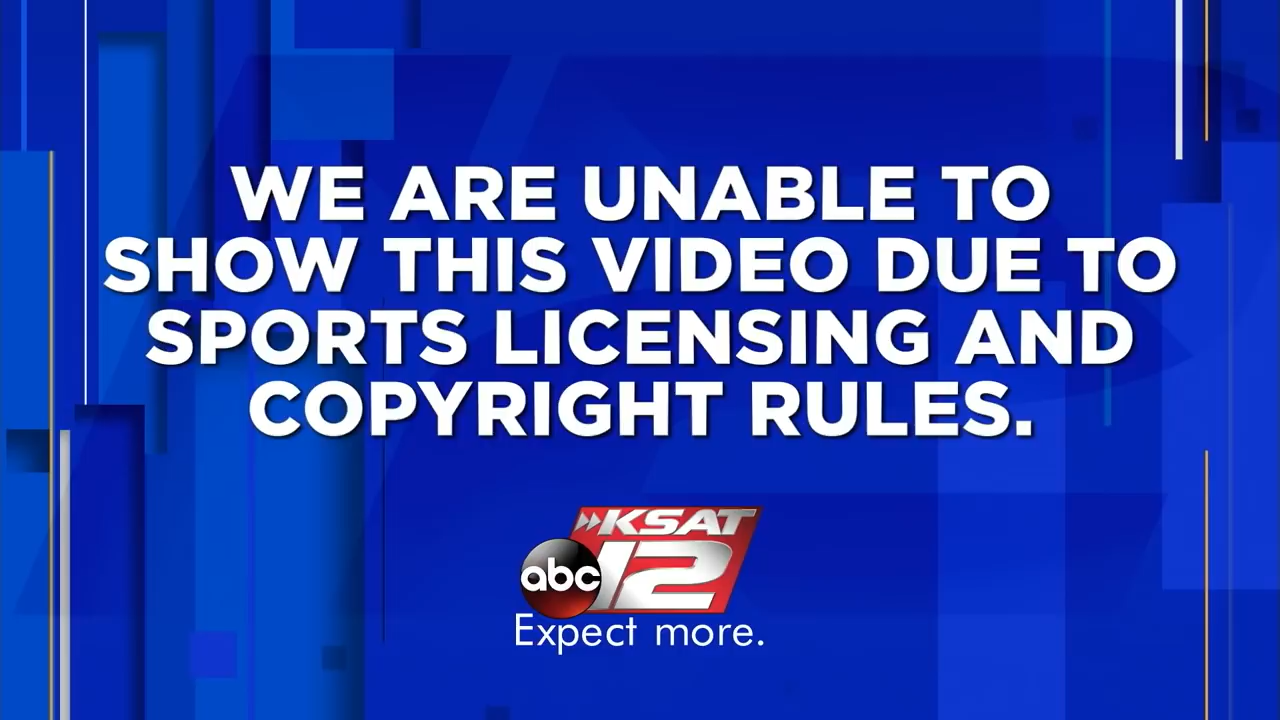 WE ARE UNABLE TO
SHOW THIS VIDEO DUE TO
SPORTS LICENSING AND
COPYRIGHT RULES.
KSAT
abc 12
Expect more.